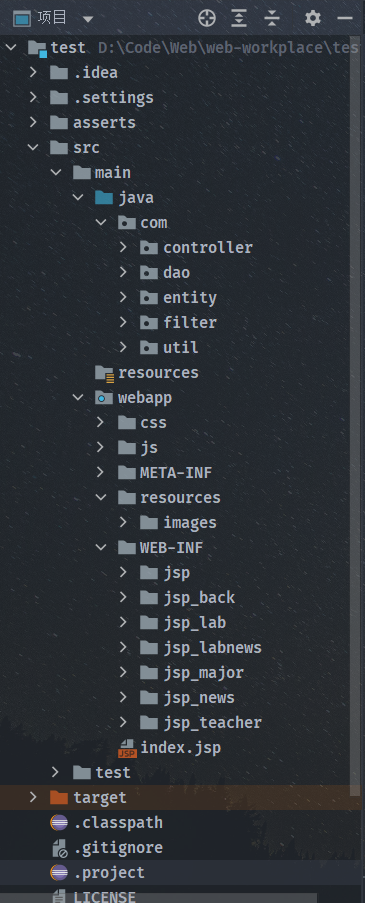 项目
test D:\Code\Web\web-workplace\tes
.idea
.settings
asserts
src
main
java
com
controller
dao
entity
filter
util
resources
webapp
css
js
META-INF
resources
images
WEB-INF
jsp
jsp_back
jsp_lab
jsp_labnews
jsp_major
jsp_news
jsp_teacher
JSP index.jsp
test
target
.classpath
.gitignore
.project
LICENSE